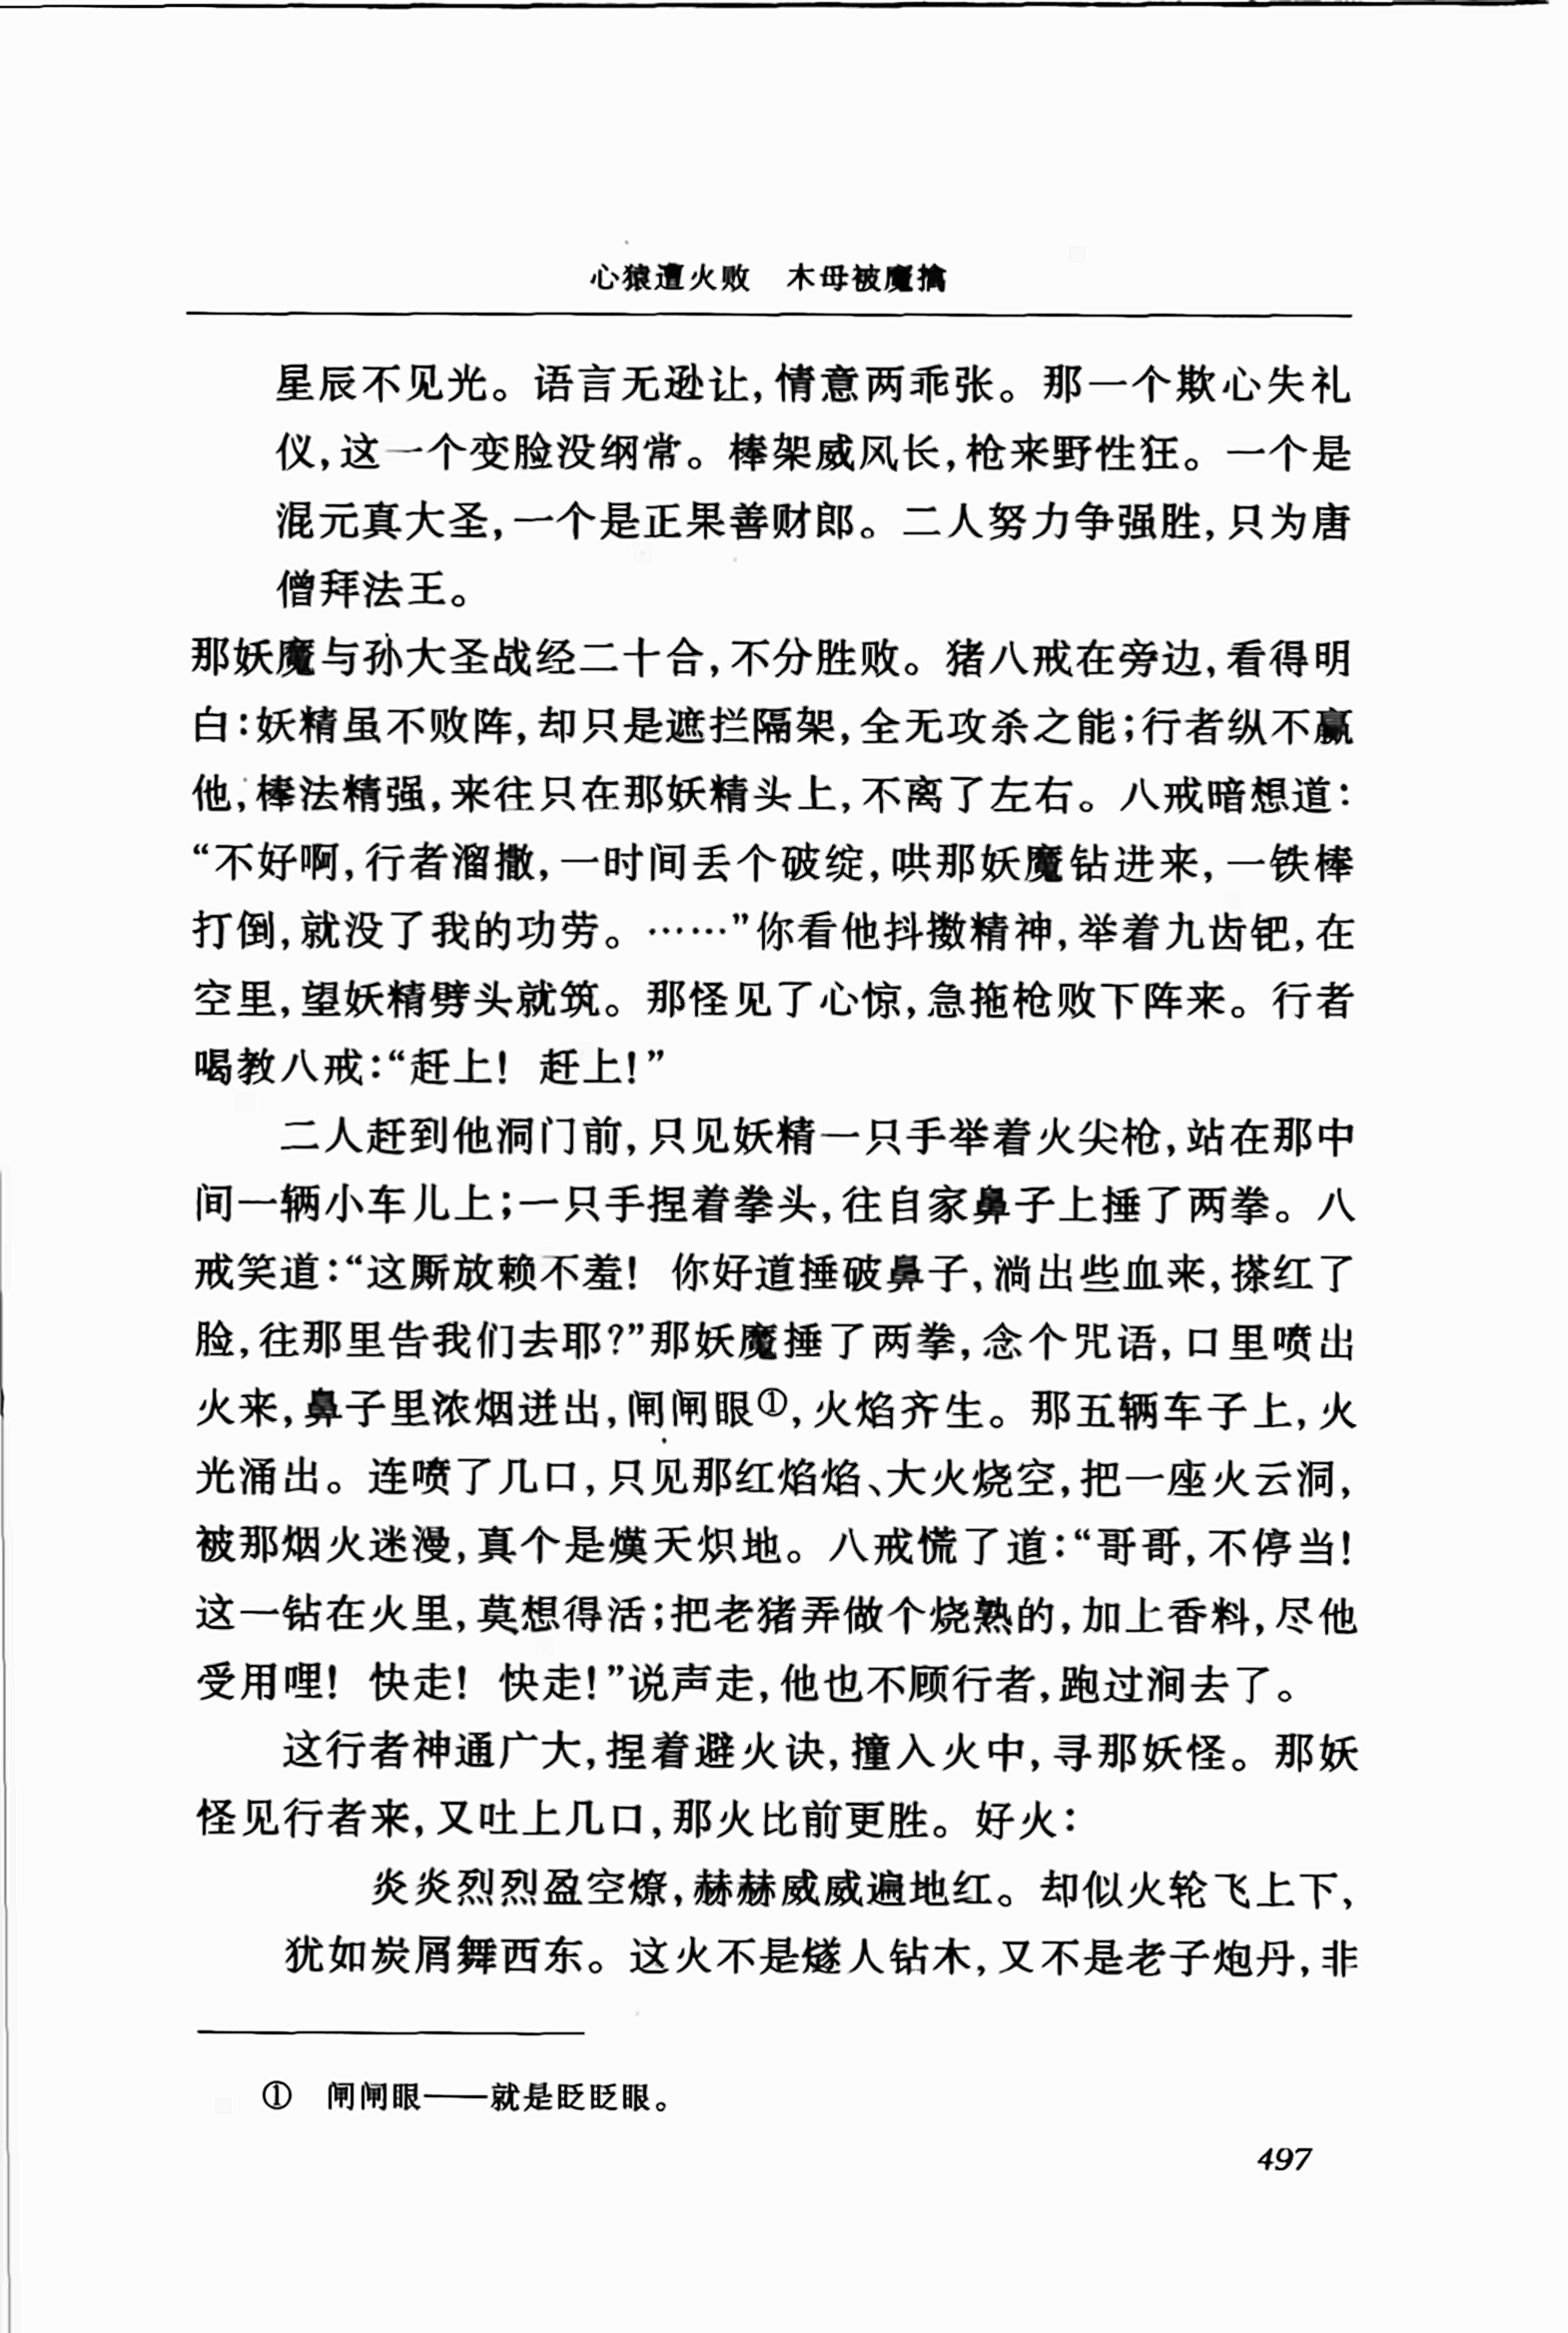 心猿遭火败　木母被魔擒
星辰不见光。语言无逊让,情意两乖张。那一个欺心失礼
仪,这一个变脸没纲常。棒架威风长,枪来野性狂。一个是
混元真大圣,一个是正果善财郎。二人努力争强胜,只为唐
僧拜法王。
那妖魔与孙大圣战经二十合,不分胜败。猪八戒在旁边,看得明
白:妖精虽不败阵,却只是遮拦隔架,全无攻杀之能;行者纵不赢
他,棒法精强,来往只在那妖精头上,不离了左右。八戒暗想道:
“不好啊,行者溜撒,一时间丢个破绽,哄那妖魔钻进来,一铁棒
打倒,就没了我的功劳。……”你看他抖擞精神,举着九齿钯,在
空里,望妖精劈头就筑。那怪见了心惊,急拖枪败下阵来。行者
喝教八戒:“赶上! 赶上!”
二人赶到他洞门前,只见妖精一只手举着火尖枪,站在那中
间一辆小车儿上;一只手捏着拳头,往自家鼻子上捶了两拳。八
戒笑道:“这厮放赖不羞! 你好道捶破鼻子,淌出些血来,搽红了
脸,往那里告我们去耶?”那妖魔捶了两拳,念个咒语,口里喷出
火来,鼻子里浓烟迸出,闸闸眼①,火焰齐生。那五辆车子上,火
光涌出。连喷了几口,只见那红焰焰、大火烧空,把一座火云洞,
被那烟火迷漫,真个是熯天炽地。八戒慌了道:“哥哥,不停当!
这一钻在火里,莫想得活;把老猪弄做个烧熟的,加上香料,尽他
受用哩! 快走! 快走!”说声走,他也不顾行者,跑过涧去了。
这行者神通广大,捏着避火诀,撞入火中,寻那妖怪。那妖
怪见行者来,又吐上几口,那火比前更胜。好火:
炎炎烈烈盈空燎,赫赫威威遍地红。却似火轮飞上下,
犹如炭屑舞西东。这火不是燧人钻木,又不是老子炮丹,非
①　闸闸眼——就是眨眨眼。
497